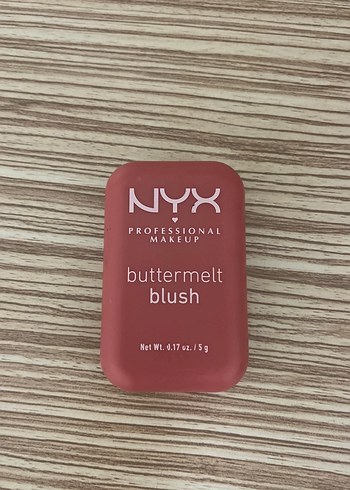 NYX
PROFESSIONAL
MAKEUP
buttermelt
blush
Net Wt. 0.17 oz. / 5 g